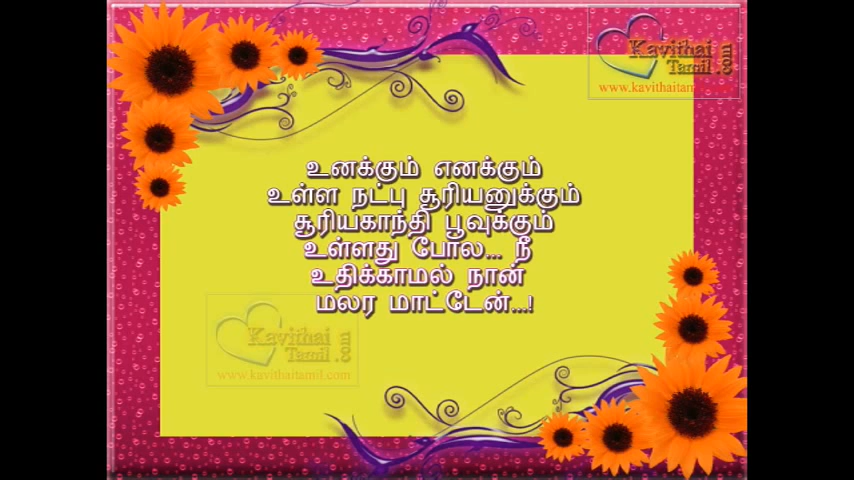 Kavithai
Tamil.com
www.kavithaitamil.com
உனக்கும் எனக்கும்
உள்ள நட்பு சூரியனுக்கும்
சூரியகாந்தி பூவுக்கும்
உள்ளது போல... நீ
உதிக்காமல் நான்
மலர மாட்டேன்...!
Kavithai
Tamil.com
www.kavithaitamil.com